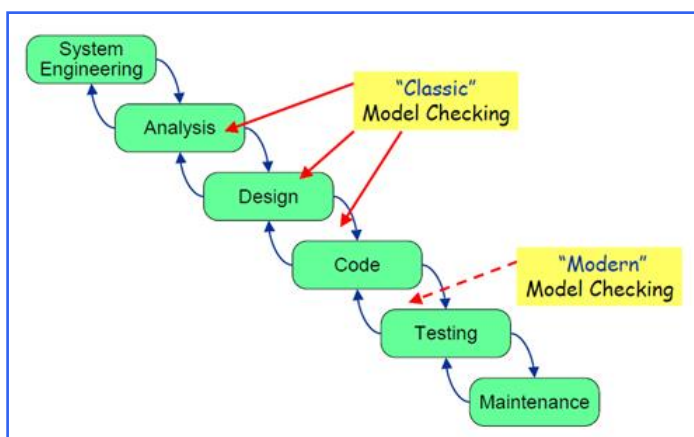 System
Engineering
"Classic"
Model Checking
Analysis
Design
Code
"Modern"
Model Checking
Testing
Maintenance